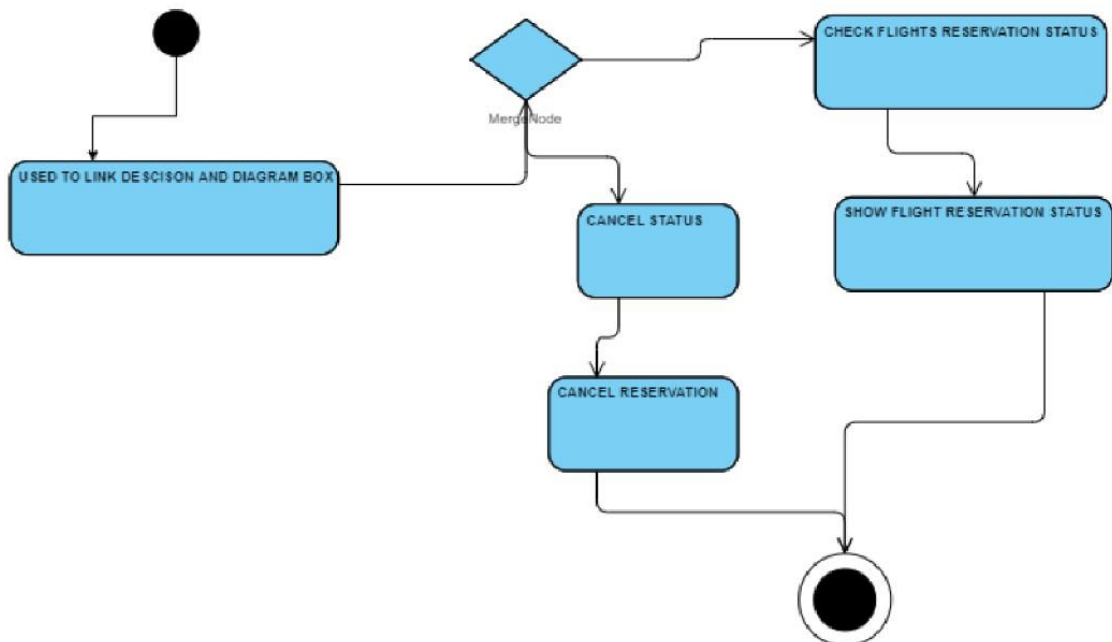 CHECK FLIGHTS RESERVATION STATUS
MergeNode
USED TO LINK DESCISON AND DIAGRAM BOX
SHOW FLIGHT RESERVATION STATUS
CANCEL STATUS
CANCEL RESERVATION